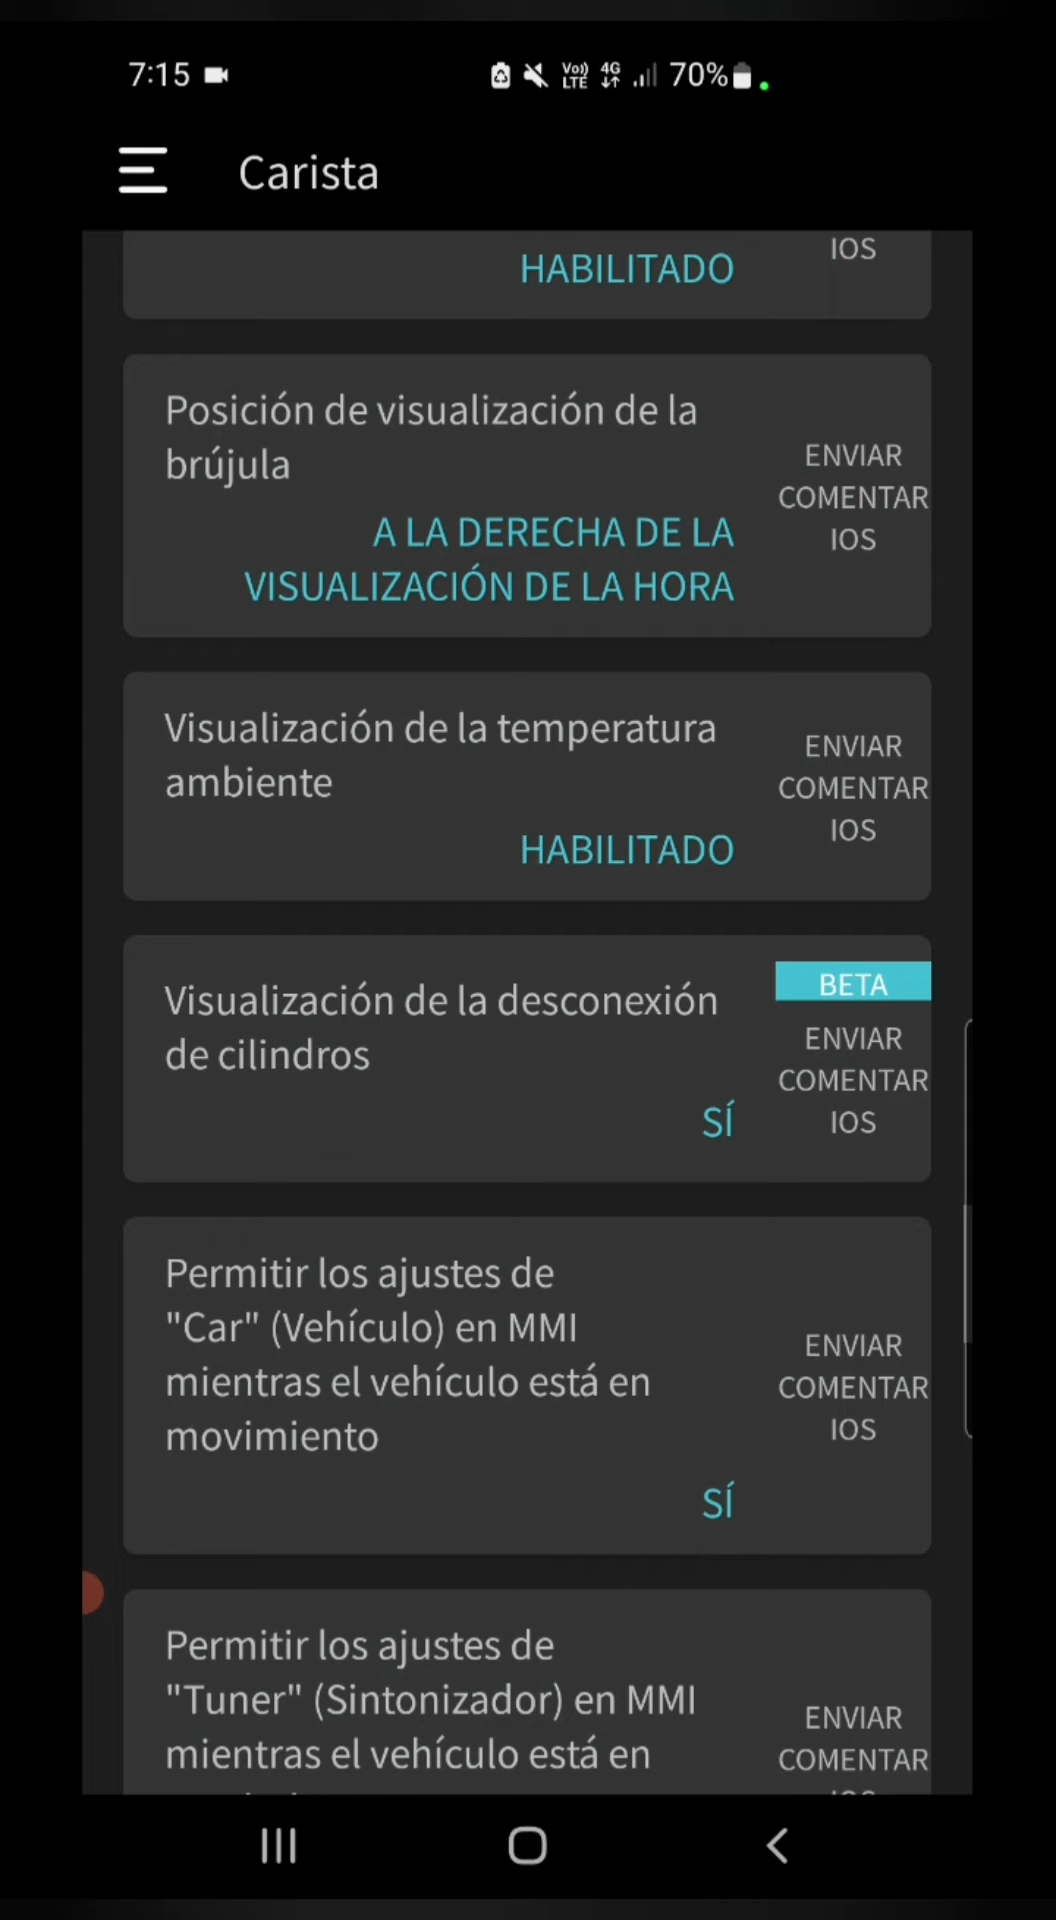 7:15
Vo)) LTE 4G 70%
Carista
HABILITADO
IOS
Posición de visualización de la
brújula
A LA DERECHA DE LA
VISUALIZACIÓN DE LA HORA
ENVIAR
COMENTAR
IOS
Visualización de la temperatura
ambiente
HABILITADO
ENVIAR
COMENTAR
IOS
Visualización de la desconexión
de cilindros
SÍ
BETA
ENVIAR
COMENTAR
IOS
Permitir los ajustes de
"Car" (Vehículo) en MMI
mientras el vehículo está en
movimiento
SÍ
ENVIAR
COMENTAR
IOS
Permitir los ajustes de
"Tuner" (Sintonizador) en MMI
mientras el vehículo está en
ENVIAR
COMENTAR